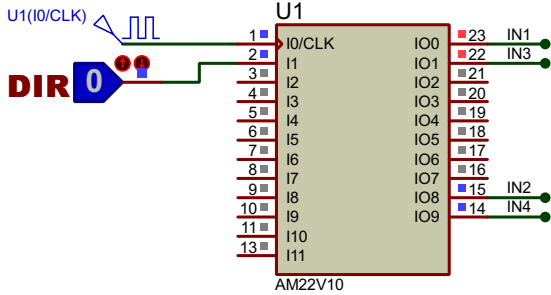 U1(I0/CLK)
U1
1 I0/CLK IO0 23 IN1
DIR 0 2 I1 IO1 22 IN3
3 I2 IO2 21
4 I3 IO3 20
5 I4 IO4 19
6 I5 IO5 18
7 I6 IO6 17
8 I7 IO7 16
9 I8 IO8 15 IN2
10 I9 IO9 14 IN4
11 I10
13 I11
AM22V10